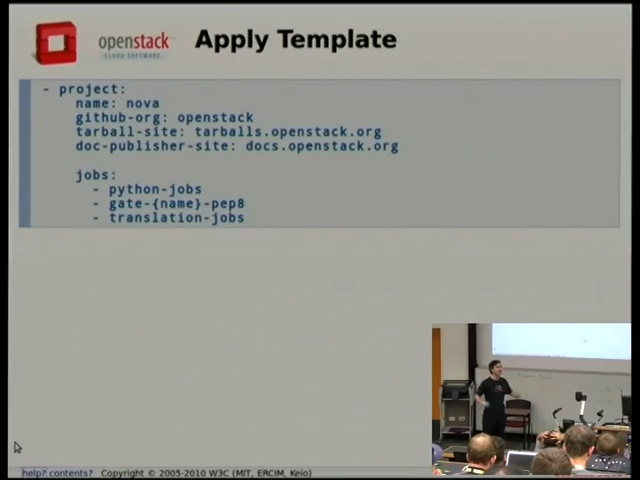 openstack
CLOUD SOFTWARE
Apply Template
- project:
name: nova
github-org: openstack
tarball-site: tarballs.openstack.org
doc-publisher-site: docs.openstack.org
jobs:
- python-jobs
- gate-{name}-pep8
- translation-jobs
help? contents? Copyright © 2005-2010 W3C (MIT, ERCIM, Keio)